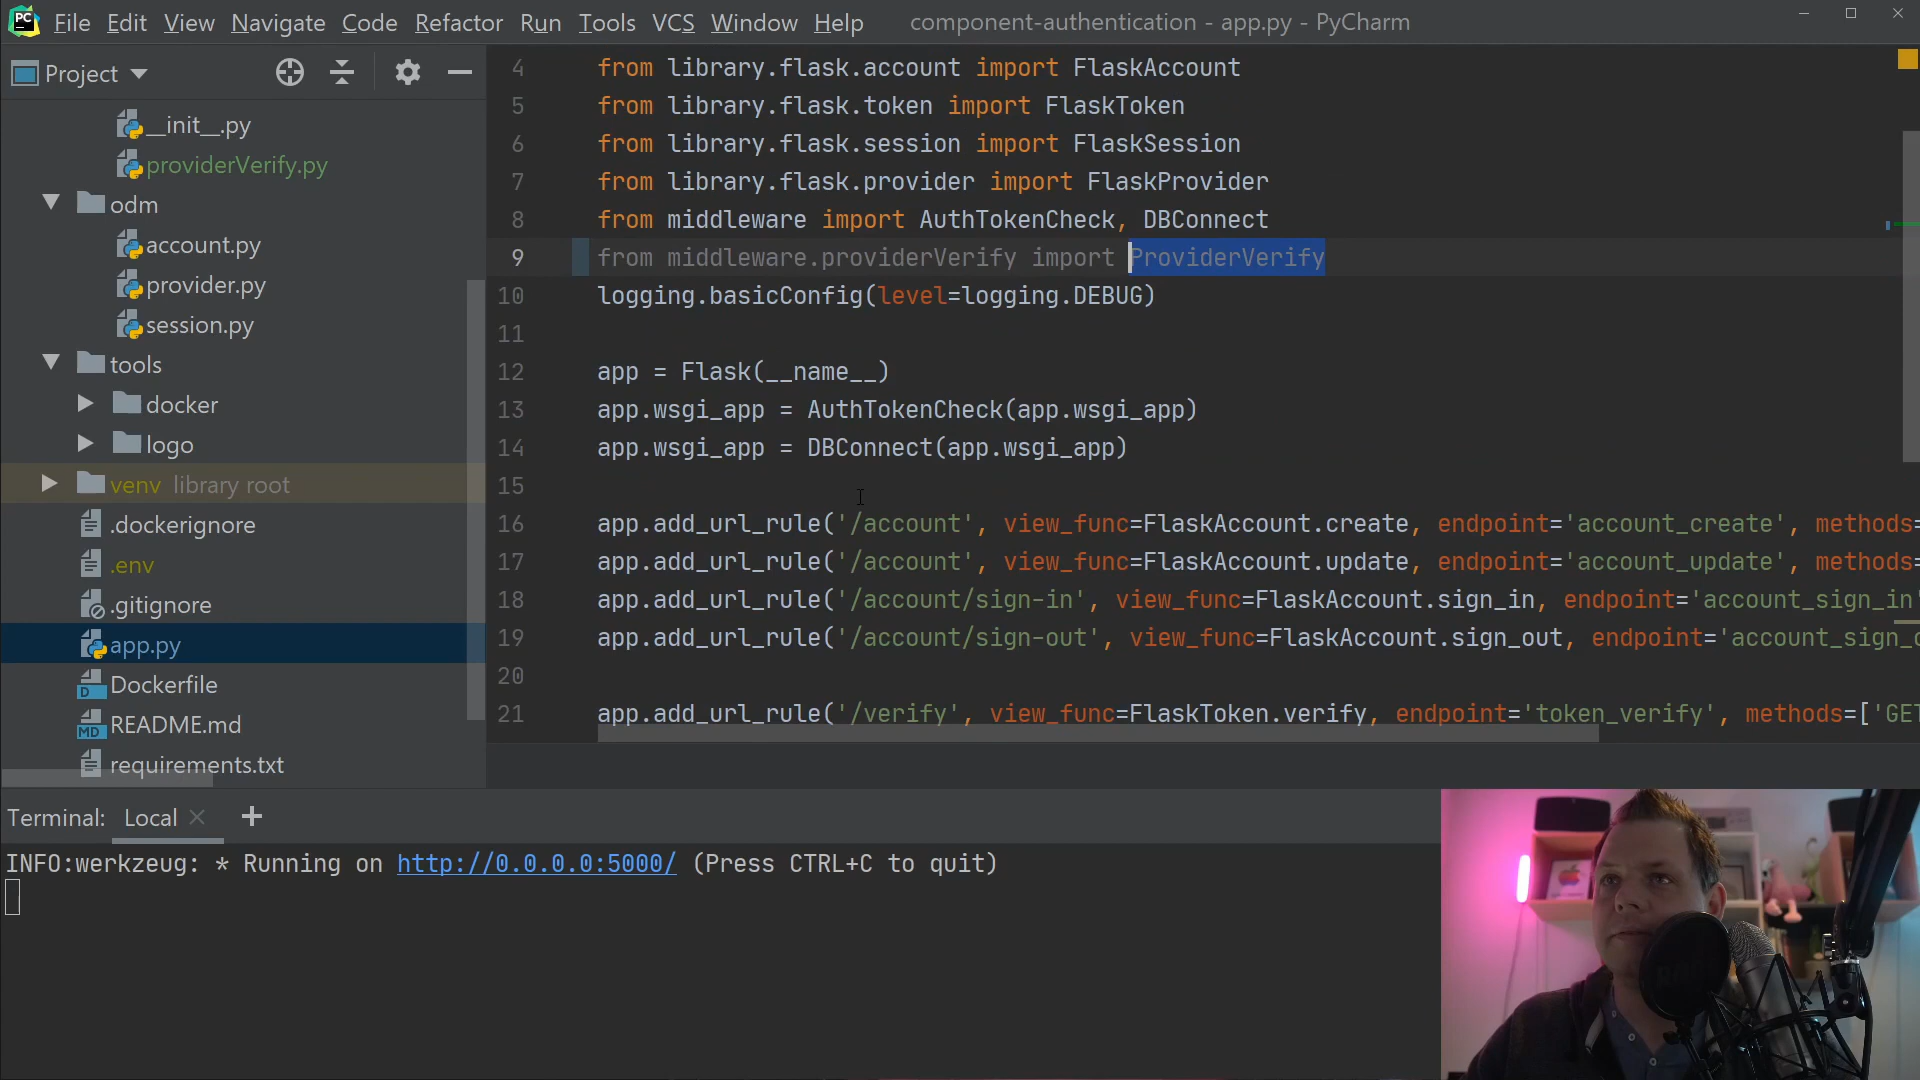 PC File Edit View Navigate Code Refactor Run Tools VCS Window Help component-authentication - app.py - PyCharm
Project
__init__.py
providerVerify.py
odm
account.py
provider.py
session.py
tools
docker
logo
venv library root
.dockerignore
.env
.gitignore
app.py
Dockerfile
README.md
requirements.txt
4 from library.flask.account import FlaskAccount
5 from library.flask.token import FlaskToken
6 from library.flask.session import FlaskSession
7 from library.flask.provider import FlaskProvider
8 from middleware import AuthTokenCheck, DBConnect
9 from middleware.providerVerify import ProviderVerify
10 logging.basicConfig(level=logging.DEBUG)
11
12 app = Flask(__name__)
13 app.wsgi_app = AuthTokenCheck(app.wsgi_app)
14 app.wsgi_app = DBConnect(app.wsgi_app)
15
16 app.add_url_rule('/account', view_func=FlaskAccount.create, endpoint='account_create', methods=
17 app.add_url_rule('/account', view_func=FlaskAccount.update, endpoint='account_update', methods=
18 app.add_url_rule('/account/sign-in', view_func=FlaskAccount.sign_in, endpoint='account_sign_in'
19 app.add_url_rule('/account/sign-out', view_func=FlaskAccount.sign_out, endpoint='account_sign_o
20
21 app.add_url_rule('/verify', view_func=FlaskToken.verify, endpoint='token_verify', methods=['GET
Terminal: Local
INFO:werkzeug: * Running on http://0.0.0.0:5000/ (Press CTRL+C to quit)